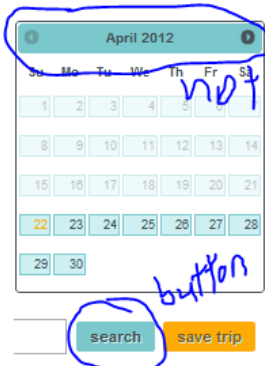 April 2012
Su Mo Tu We Th Fr Sa
not
1 2 3 4 5 6 7
8 9 10 11 12 13 14
15 16 17 18 19 20 21
22 23 24 25 26 27 28
29 30
button
search save trip